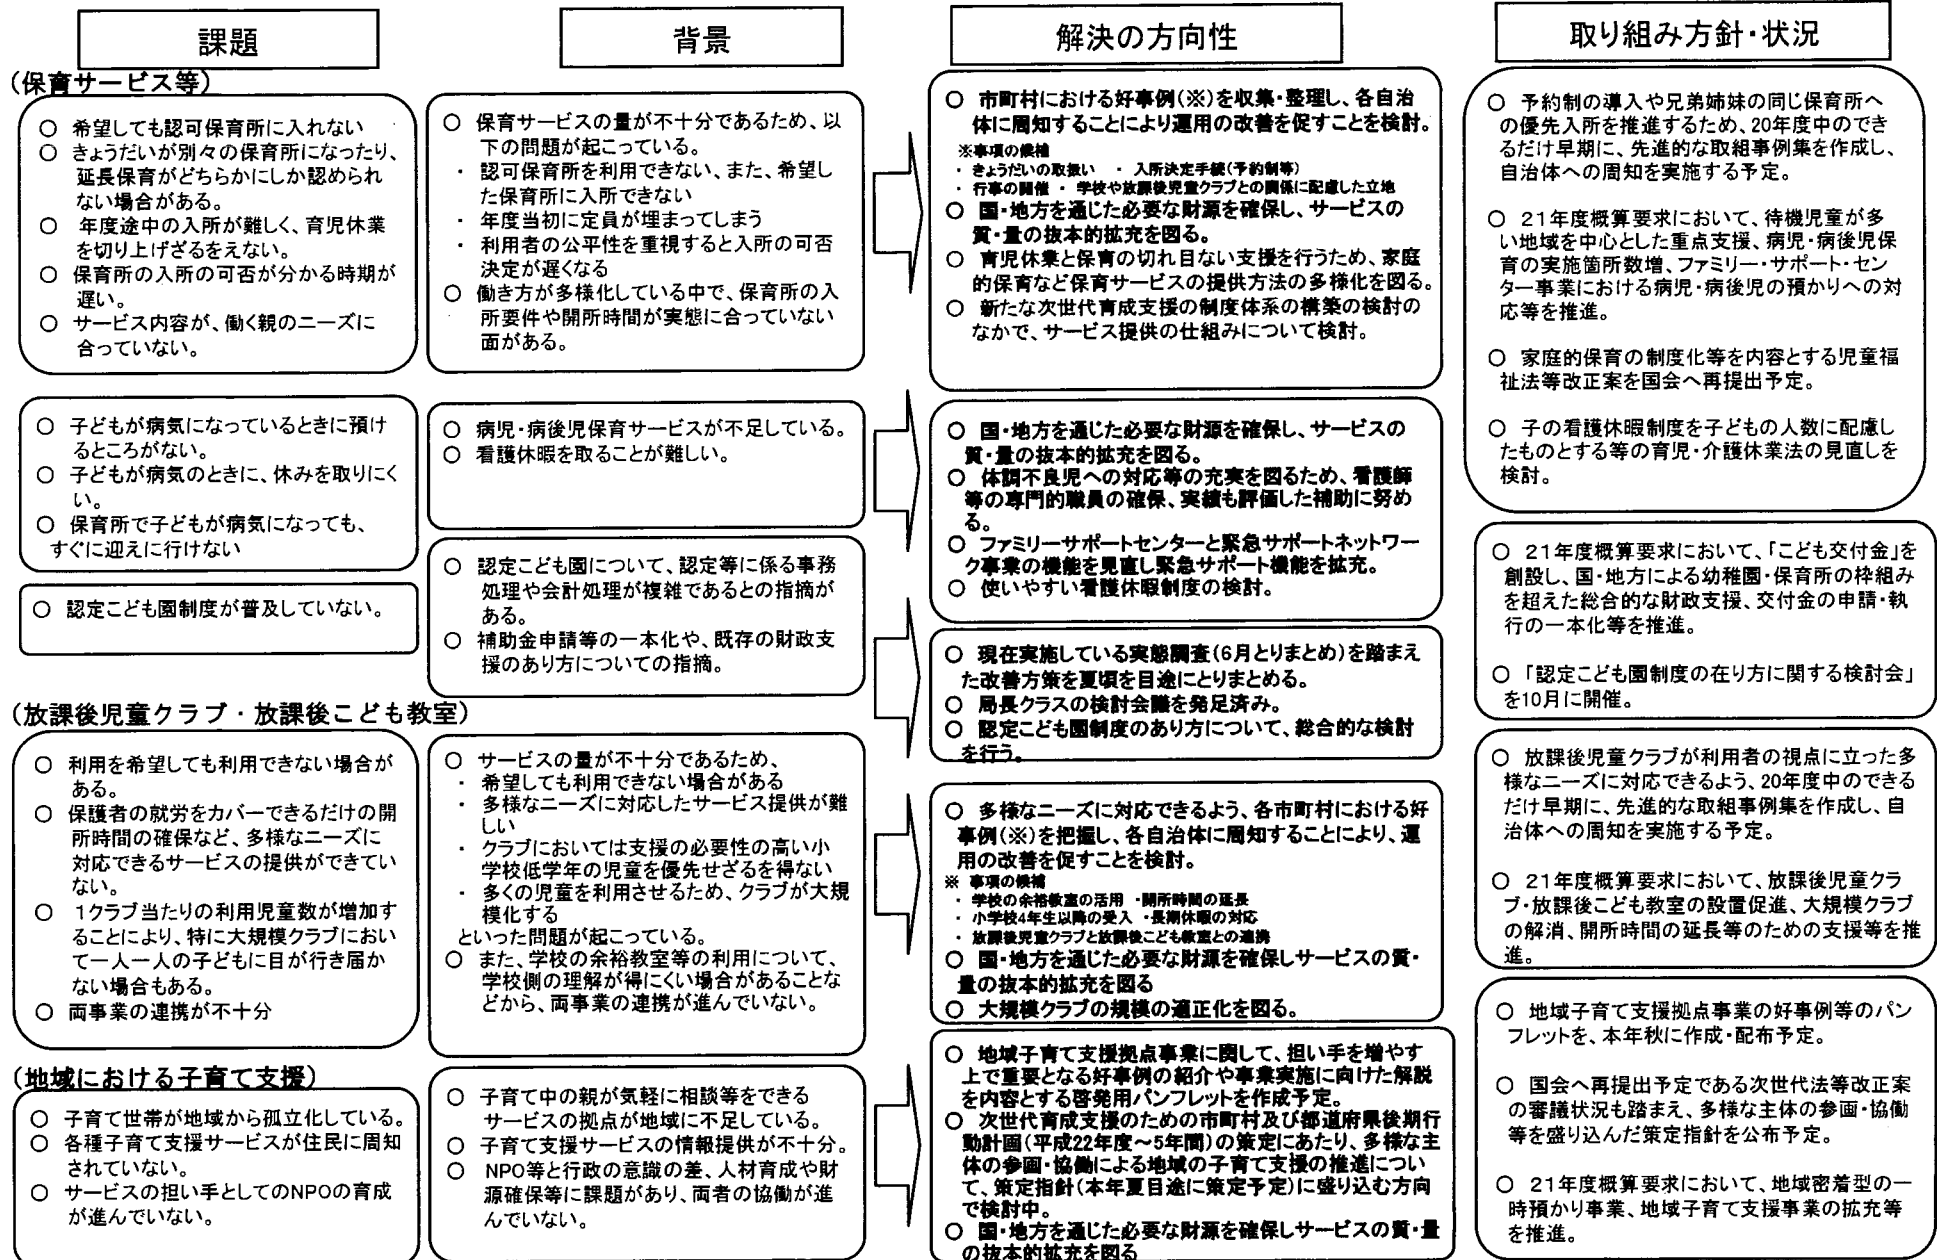 課題
背景
解決の方向性
取り組み方針・状況
(保育サービス等)
○ 希望しても認可保育所に入れない
○ きょうだいが別々の保育所になったり、
延長保育がどちらかにしか認められ
ない場合がある。
○ 年度途中の入所が難しく、育児休業
を切り上げざるをえない。
○ 保育所の入所の可否が分かる時期が
遅い。
○ サービス内容が、働く親のニーズに
合っていない。
○ 保育サービスの量が不十分であるため、以
下の問題が起こっている。
・ 認可保育所を利用できない、また、希望し
た保育所に入所できない
・ 年度当初に定員が埋まってしまう
・ 利用者の公平性を重視すると入所の可否
決定が遅くなる
○ 働き方が多様化している中で、保育所の入
所要件や開所時間が実態に合っていない
面がある。
○ 市町村における好事例(※)を収集・整理し、各自治
体に周知することにより運用の改善を促すことを検討。
※事項の候補
・ きょうだいの取扱い ・ 入所決定手続(予約制等)
・ 行事の開催 ・ 学校や放課後児童クラブとの関係に配慮した立地
○ 国・地方を通じた必要な財源を確保し、サービスの
質・量の抜本的拡充を図る。
○ 育児休業と保育の切れ目ない支援を行うため、家庭
的保育など保育サービスの提供方法の多様化を図る。
○ 新たな次世代育成支援の制度体系の構築の検討の
なかで、サービス提供の仕組みについて検討。
○ 予約制の導入や兄弟姉妹の同じ保育所へ
の優先入所を推進するため、20年度中のでき
るだけ早期に、先進的な取組事例集を作成し、
自治体への周知を実施する予定。
○ 21年度概算要求において、待機児童が多
い地域を中心とした重点支援、病児・病後児保
育の実施箇所数増、ファミリー・サポート・セン
ター事業における病児・病後児の預かりへの対
応等を推進。
○ 家庭的保育の制度化等を内容とする児童福
祉法等改正案を国会へ再提出予定。
○ 子の看護休暇制度を子どもの人数に配慮し
たものとする等の育児・介護休業法の見直しを
検討。
○ 子どもが病気になっているときに預け
るところがない。
○ 子どもが病気のときに、休みを取りにく
い。
○ 保育所で子どもが病気になっても、
すぐに迎えに行けない
○ 病児・病後児保育サービスが不足している。
○ 看護休暇を取ることが難しい。
○ 国・地方を通じた必要な財源を確保し、サービスの
質・量の抜本的拡充を図る。
○ 体調不良児への対応等の充実を図るため、看護師
等の専門的職員の確保、実績も評価した補助に努め
る。
○ ファミリーサポートセンターと緊急サポートネットワー
ク事業の機能を見直し緊急サポート機能を拡充。
○ 使いやすい看護休暇制度の検討。
○ 認定こども園制度が普及していない。
○ 認定こども園について、認定等に係る事務
処理や会計処理が複雑であるとの指摘が
ある。
○ 補助金申請等の一本化や、既存の財政支
援のあり方についての指摘。
○ 現在実施している実態調査(6月とりまとめ)を踏まえ
た改善方策を夏頃を目途にとりまとめる。
○ 局長クラスの検討会議を発足済み。
○ 認定こども園制度のあり方について、総合的な検討
を行う。
○ 21年度概算要求において、「こども交付金」を
創設し、国・地方による幼稚園・保育所の枠組み
を超えた総合的な財政支援、交付金の申請・執
行の一本化等を推進。
○ 「認定こども園制度の在り方に関する検討会」
を10月に開催。
(放課後児童クラブ・放課後こども教室)
○ 利用を希望しても利用できない場合が
ある。
○ 保護者の就労をカバーできるだけの開
所時間の確保など、多様なニーズに
対応できるサービスの提供ができてい
ない。
○ 1クラブ当たりの利用児童数が増加す
ることにより、特に大規模クラブにおい
て一人一人の子どもに目が行き届か
ない場合もある。
○ 両事業の連携が不十分
○ サービスの量が不十分であるため、
・ 希望しても利用できない場合がある
・ 多様なニーズに対応したサービス提供が難
しい
・ クラブにおいては支援の必要性の高い小
学校低学年の児童を優先せざるを得ない
・ 多くの児童を利用させるため、クラブが大規
模化する
といった問題が起こっている。
○ また、学校の余裕教室等の利用について、
学校側の理解が得にくい場合があることな
どから、両事業の連携が進んでいない。
○ 多様なニーズに対応できるよう、各市町村における好
事例(※)を把握し、各自治体に周知することにより、運
用の改善を促すことを検討。
※ 事項の候補
・ 学校の余裕教室の活用 ・開所時間の延長
・ 小学校4年生以降の受入 ・長期休暇の対応
・ 放課後児童クラブと放課後こども教室との連携
○ 国・地方を通じた必要な財源を確保しサービスの質・
量の抜本的拡充を図る
○ 大規模クラブの規模の適正化を図る。
○ 放課後児童クラブが利用者の視点に立った多
様なニーズに対応できるよう、20年度中のできる
だけ早期に、先進的な取組事例集を作成し、自
治体への周知を実施する予定。
○ 21年度概算要求において、放課後児童クラ
ブ・放課後こども教室の設置促進、大規模クラブ
の解消、開所時間の延長等のための支援等を推
進。
(地域における子育て支援)
○ 子育て世帯が地域から孤立化している。
○ 各種子育て支援サービスが住民に周知
されていない。
○ サービスの担い手としてのNPOの育成
が進んでいない。
○ 子育て中の親が気軽に相談等をできる
サービスの拠点が地域に不足している。
○ 子育て支援サービスの情報提供が不十分。
○ NPO等と行政の意識の差、人材育成や財
源確保等に課題があり、両者の協働が進
んでいない。
○ 地域子育て支援拠点事業に関して、担い手を増やす
上で重要となる好事例の紹介や事業実施に向けた解説
を内容とする啓発用パンフレットを作成予定。
○ 次世代育成支援のための市町村及び都道府県後期行
動計画(平成22年度～5年間)の策定にあたり、多様な主
体の参画・協働による地域の子育て支援の推進につい
て、策定指針(本年夏目途に策定予定)に盛り込む方向
で検討中。
○ 国・地方を通じた必要な財源を確保しサービスの質・量
の抜本的拡充を図る
○ 地域子育て支援拠点事業の好事例等のパン
フレットを、本年秋に作成・配布予定。
○ 国会へ再提出予定である次世代法等改正案
の審議状況も踏まえ、多様な主体の参画・協働
等を盛り込んだ策定指針を公布予定。
○ 21年度概算要求において、地域密着型の一
時預かり事業、地域子育て支援事業の拡充等
を推進。